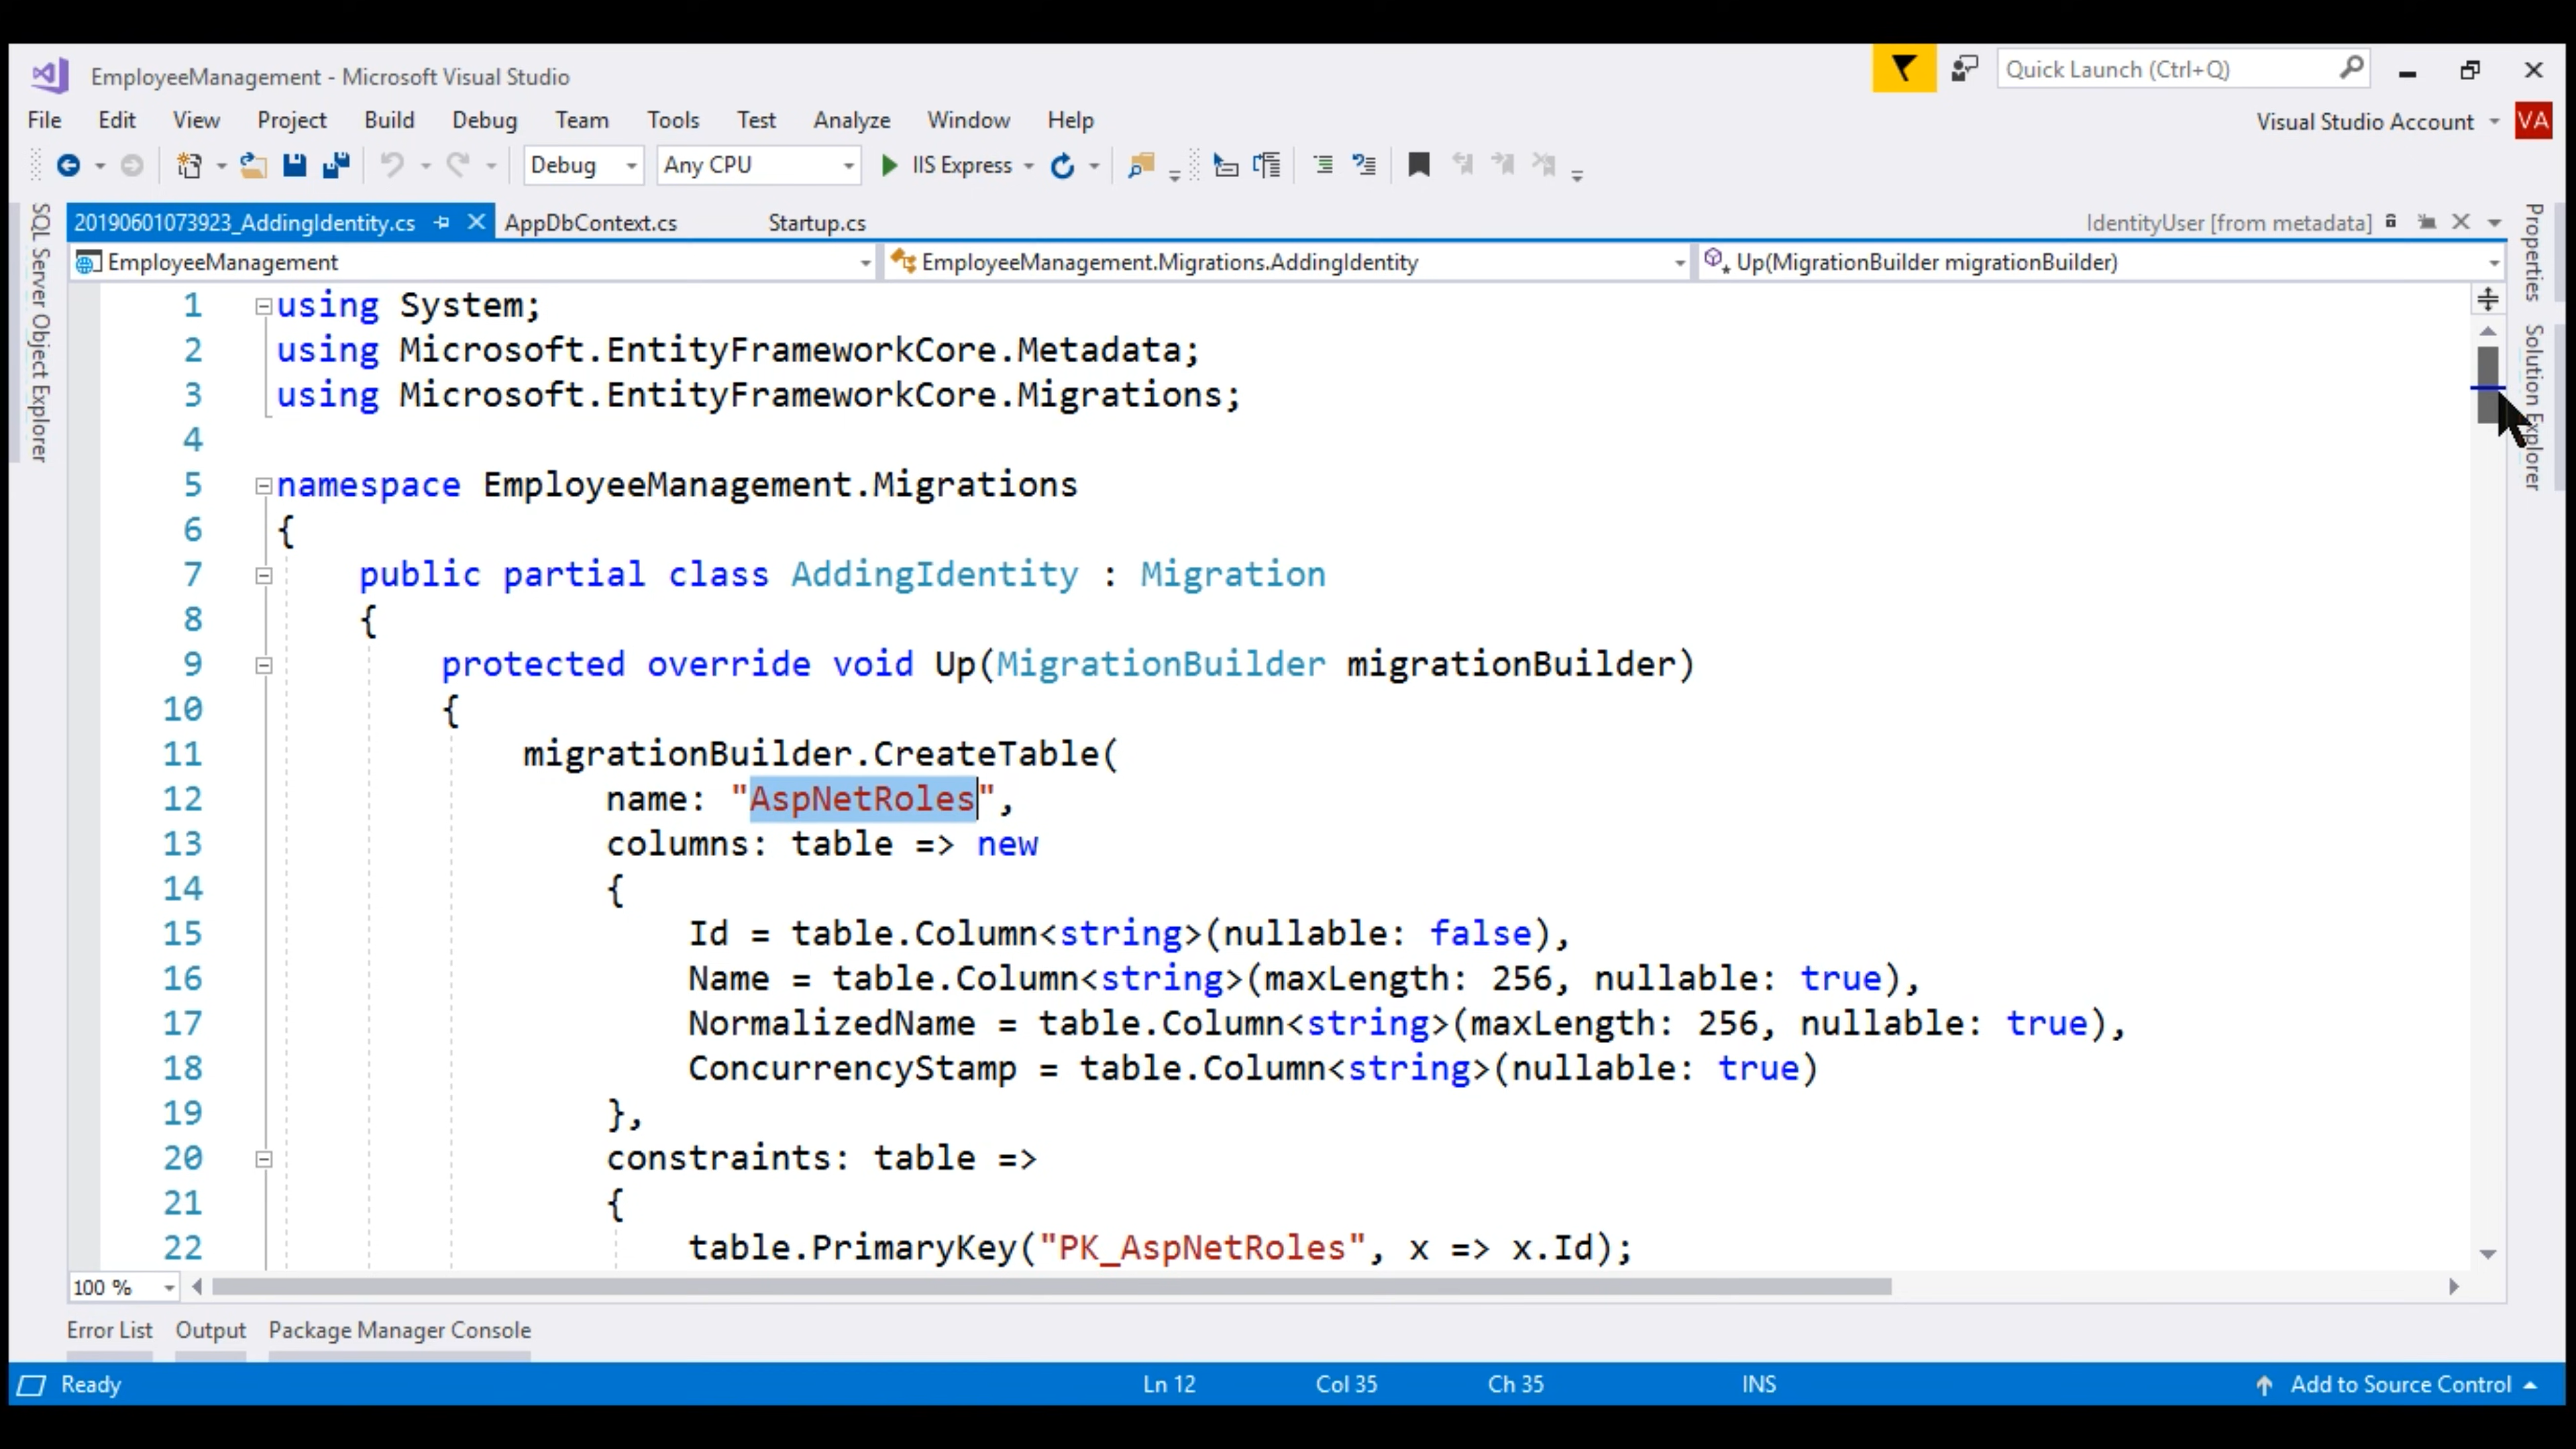 EmployeeManagement - Microsoft Visual Studio
Quick Launch (Ctrl+Q)
File Edit View Project Build Debug Team Tools Test Analyze Window Help
Visual Studio Account VA
Debug Any CPU IIS Express
20190601073923_AddingIdentity.cs AppDbContext.cs Startup.cs IdentityUser [from metadata]
EmployeeManagement EmployeeManagement.Migrations.AddingIdentity Up(MigrationBuilder migrationBuilder)
SQL Server Object Explorer
Properties
Solution Explorer
1 using System;
2 using Microsoft.EntityFrameworkCore.Metadata;
3 using Microsoft.EntityFrameworkCore.Migrations;
4
5 namespace EmployeeManagement.Migrations
6 {
7 public partial class AddingIdentity : Migration
8 {
9 protected override void Up(MigrationBuilder migrationBuilder)
10 {
11 migrationBuilder.CreateTable(
12 name: "AspNetRoles",
13 columns: table => new
14 {
15 Id = table.Column<string>(nullable: false),
16 Name = table.Column<string>(maxLength: 256, nullable: true),
17 NormalizedName = table.Column<string>(maxLength: 256, nullable: true),
18 ConcurrencyStamp = table.Column<string>(nullable: true)
19 },
20 constraints: table =>
21 {
22 table.PrimaryKey("PK_AspNetRoles", x => x.Id);
100 %
Error List Output Package Manager Console
Ready Ln 12 Col 35 Ch 35 INS Add to Source Control